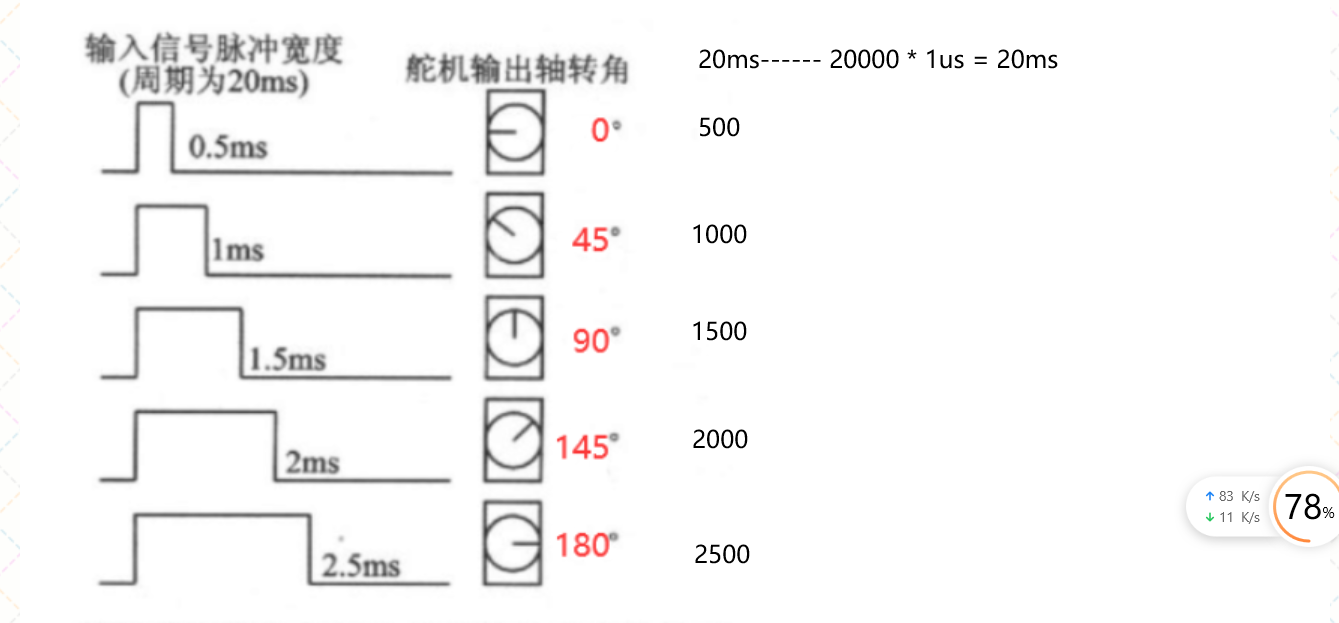 输入信号脉冲宽度
(周期为20ms)
舵机输出轴转角
20ms------ 20000 * 1us = 20ms
0.5ms
0°
500
1ms
45°
1000
1.5ms
90°
1500
2ms
145°
2000
2.5ms
180°
2500
↑ 83 K/s
↓ 11 K/s
78%